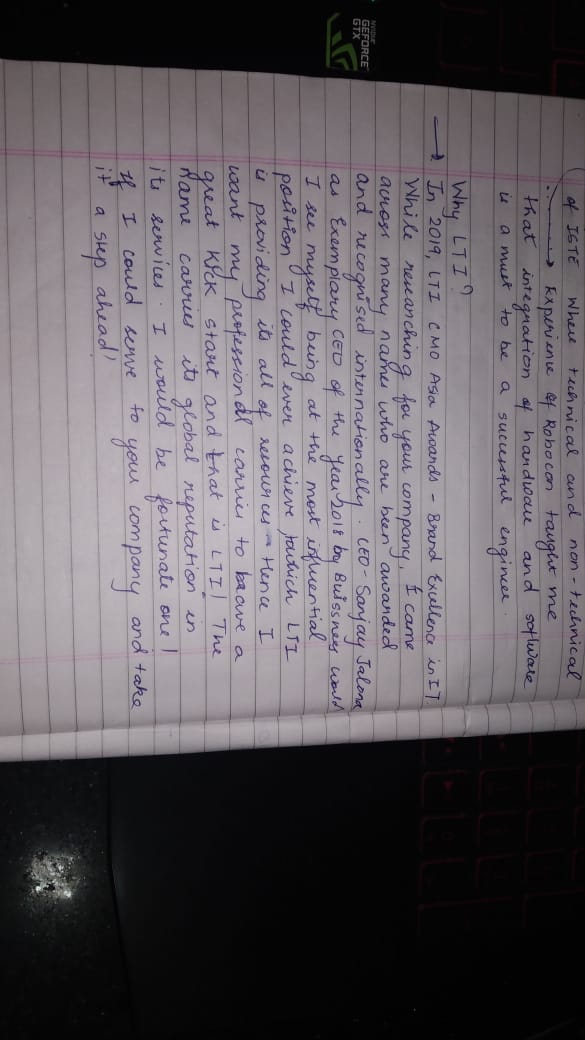 of ISTE where technical and non-technical
Experience of Robocon taught me
that integration of hardware and software
is a must to be a successful engineer.
Why LTI?
→ In 2019, LTI CMO Asia Awards - Brand Excellence in IT.
While researching for your company, I came
across many names who are been awarded
and recognised internationally. CEO - Sanjay Jalona
as Exemplary CEO of the year 2018 by Buissness world
I see myself being at the most influential
position I could ever achieve, which LTI
is providing its all of resources. Hence I
want my professional carrier to have a
great kick start and that is LTI! The
Name carries its global reputation in
its services. I would be fortunate one!
If I could serve to your company and take
it a step ahead!
NVIDIA
GEFORCE
GTX